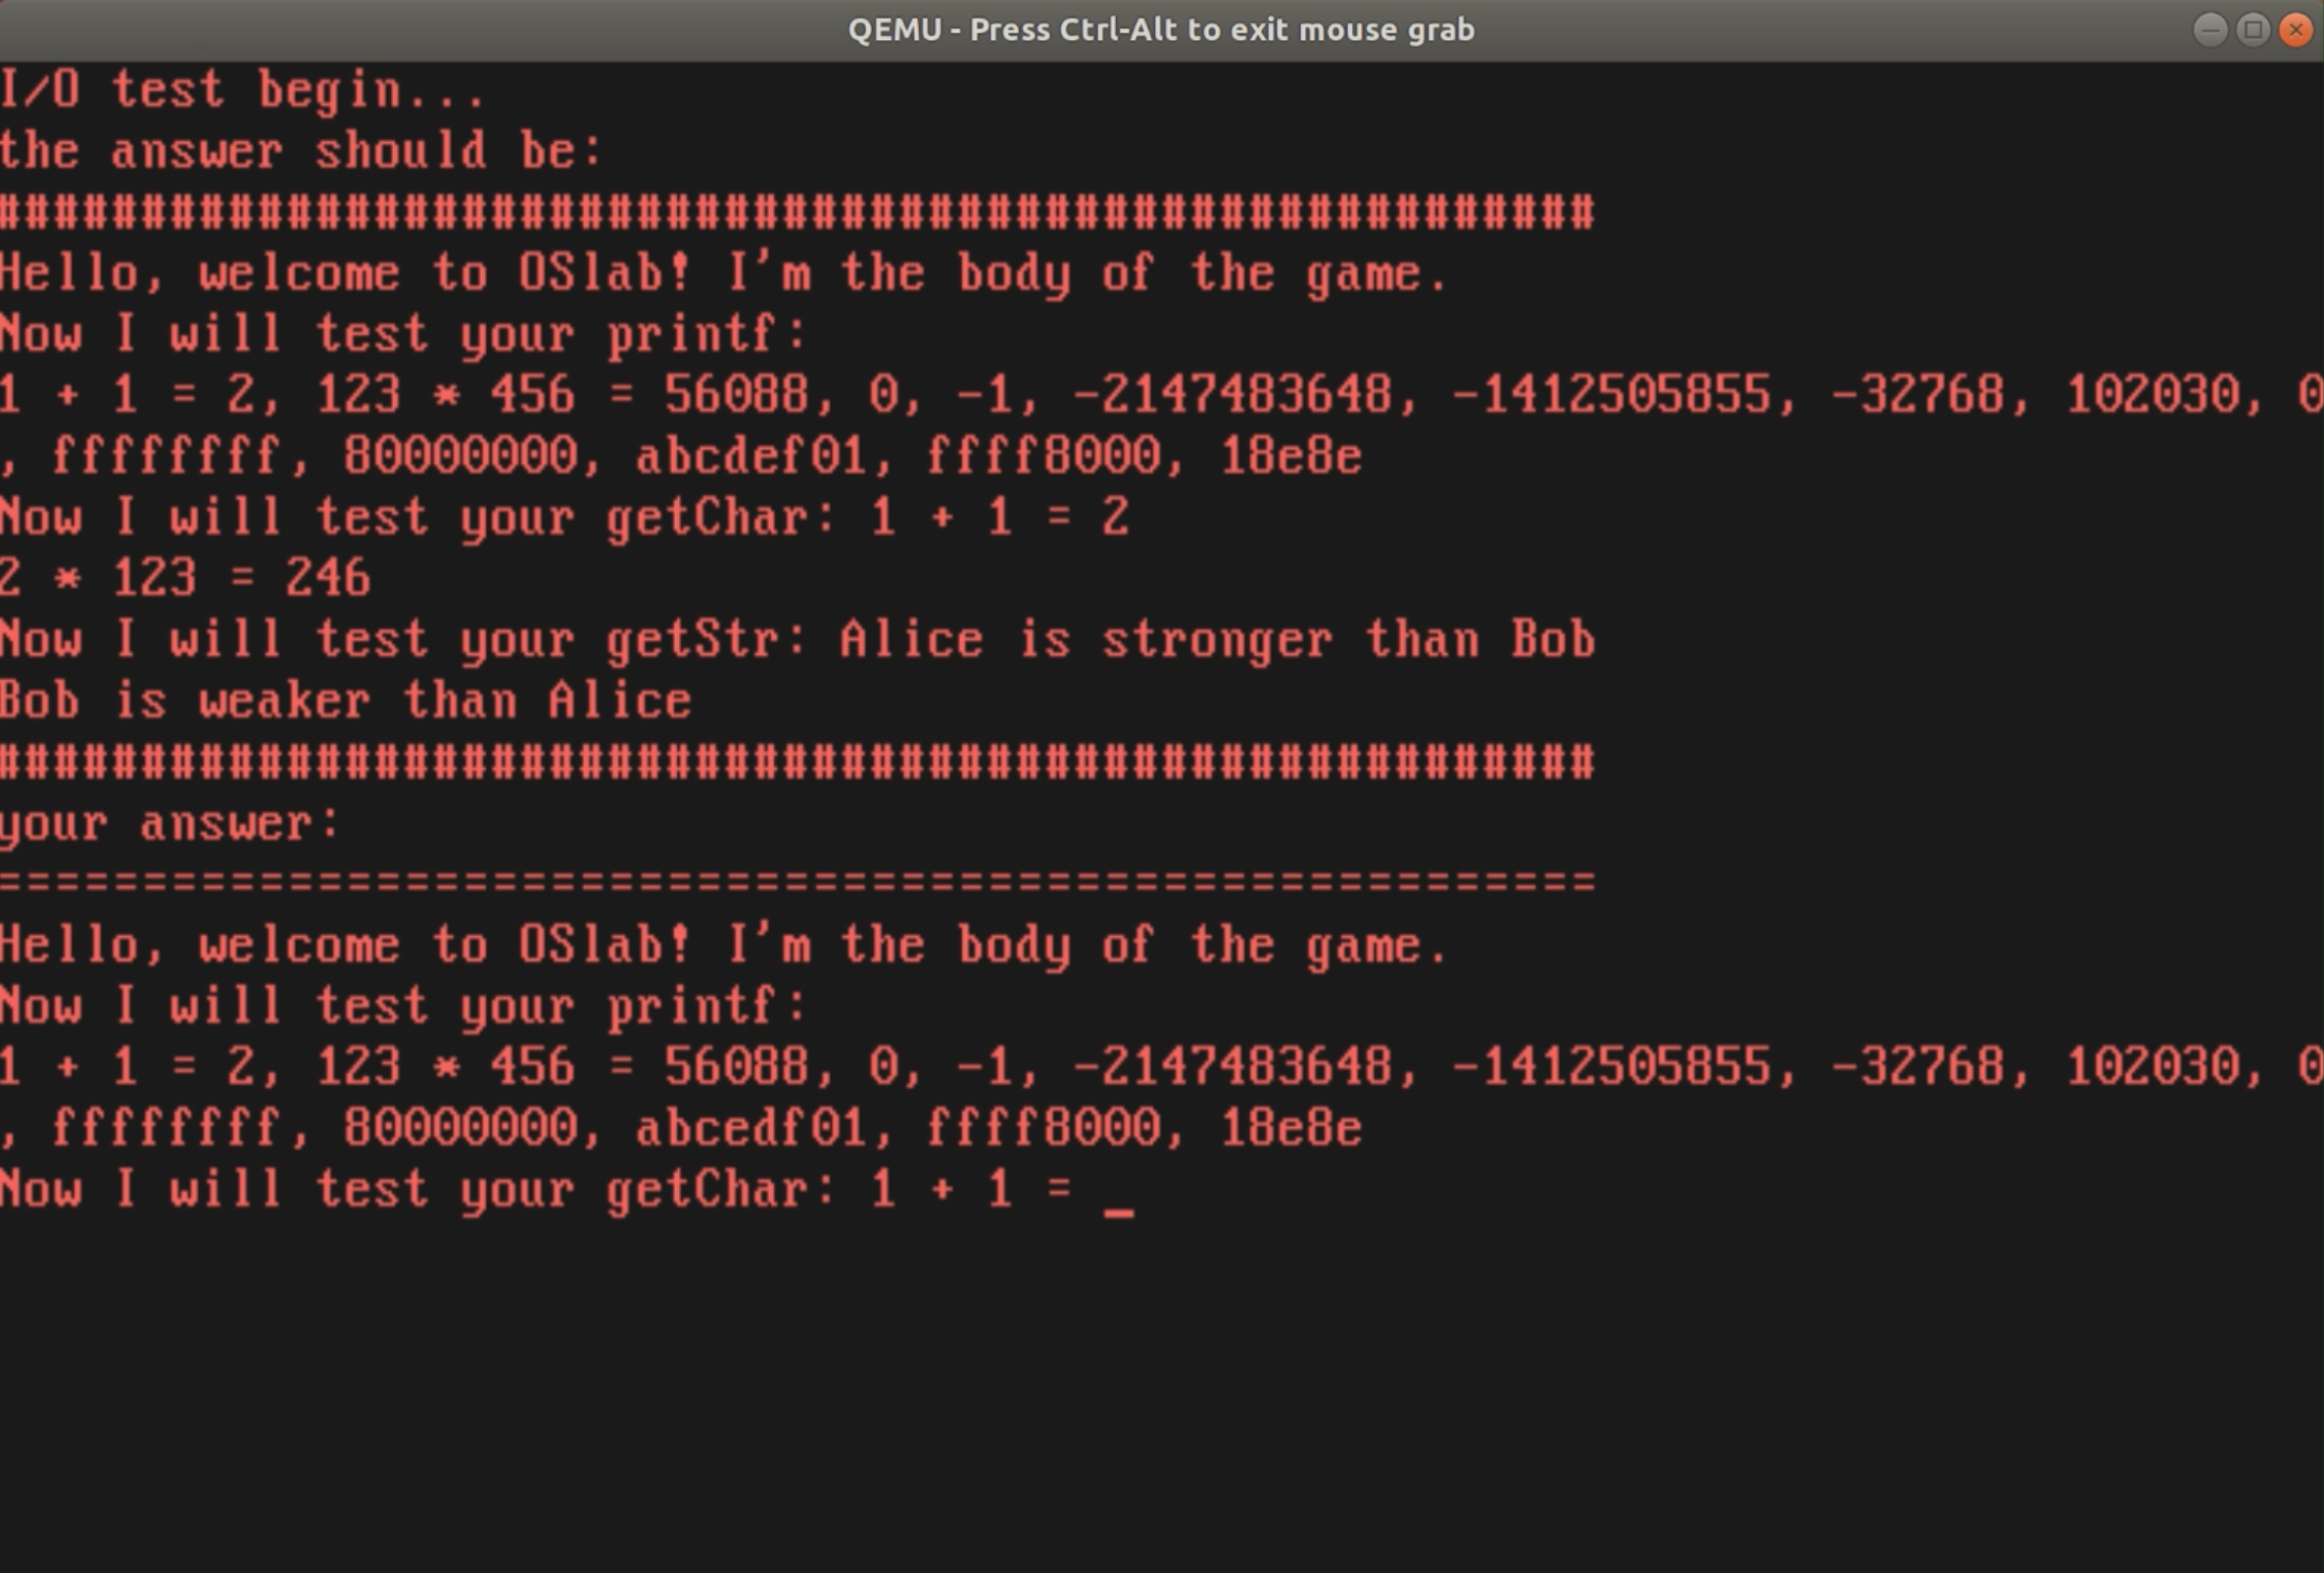 QEMU - Press Ctrl-Alt to exit mouse grab
I/O test begin...
the answer should be:
#######################################################
Hello, welcome to OSlab! I'm the body of the game.
Now I will test your printf:
1 + 1 = 2, 123 * 456 = 56088, 0, -1, -2147483648, -1412505855, -32768, 102030, 0
, ffffffff, 80000000, abcdef01, ffff8000, 18e8e
Now I will test your getChar: 1 + 1 = 2
2 * 123 = 246
Now I will test your getStr: Alice is stronger than Bob
Bob is weaker than Alice
#######################################################
your answer:
=======================================================
Hello, welcome to OSlab! I'm the body of the game.
Now I will test your printf:
1 + 1 = 2, 123 * 456 = 56088, 0, -1, -2147483648, -1412505855, -32768, 102030, 0
, ffffffff, 80000000, abcedf01, ffff8000, 18e8e
Now I will test your getChar: 1 + 1 = _